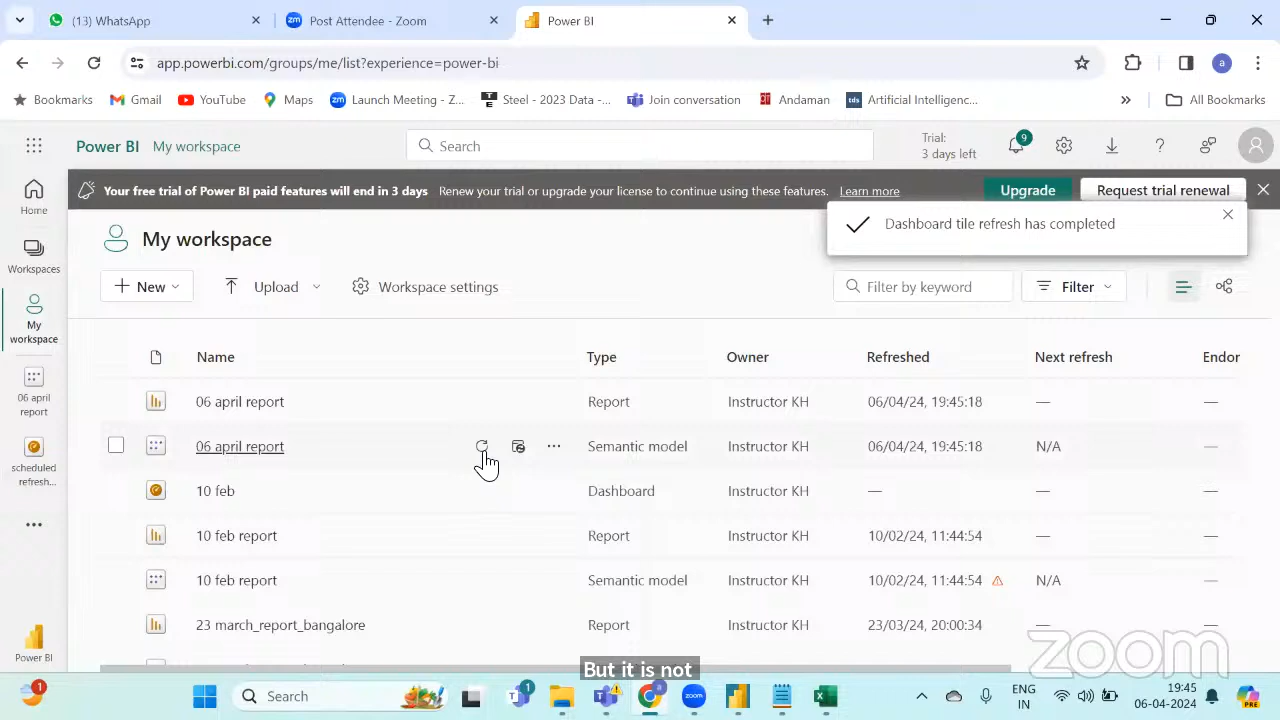 (13) WhatsApp
zm Post Attendee - Zoom
Power BI
app.powerbi.com/groups/me/list?experience=power-bi
a
Bookmarks
Gmail
YouTube
Maps
zm Launch Meeting - Z...
Steel - 2023 Data -...
Join conversation
Andaman
tds Artificial Intelligenc...
All Bookmarks
Power BI My workspace
Search
Trial:
3 days left
9
Your free trial of Power BI paid features will end in 3 days Renew your trial or upgrade your license to continue using these features. Learn more
Upgrade
Request trial renewal
Dashboard tile refresh has completed
Home
Workspaces
My
workspace
06 april
report
scheduled
refresh...
Power BI
My workspace
New
Upload
Workspace settings
Filter by keyword
Filter
Name Type Owner Refreshed Next refresh Endor
06 april report Report Instructor KH 06/04/24, 19:45:18 — —
06 april report Semantic model Instructor KH 06/04/24, 19:45:18 N/A —
10 feb Dashboard Instructor KH — — —
10 feb report Report Instructor KH 10/02/24, 11:44:54 — —
10 feb report Semantic model Instructor KH 10/02/24, 11:44:54 N/A —
23 march_report_bangalore Report Instructor KH 23/03/24, 20:00:34 — —
zoom
But it is not
1
Search
1
a
zoom
ENG
IN
19:45
06-04-2024
PRE